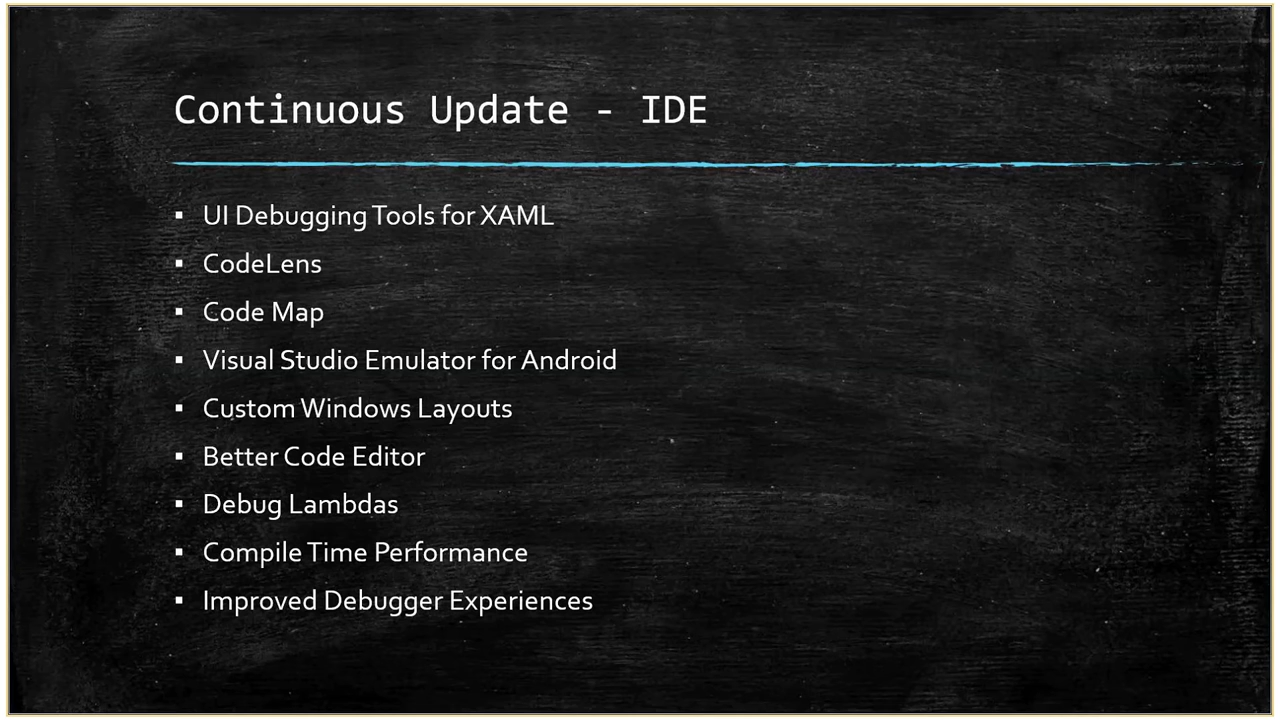 Continuous Update - IDE
▪ UI Debugging Tools for XAML
▪ CodeLens
▪ Code Map
▪ Visual Studio Emulator for Android
▪ Custom Windows Layouts
▪ Better Code Editor
▪ Debug Lambdas
▪ Compile Time Performance
▪ Improved Debugger Experiences